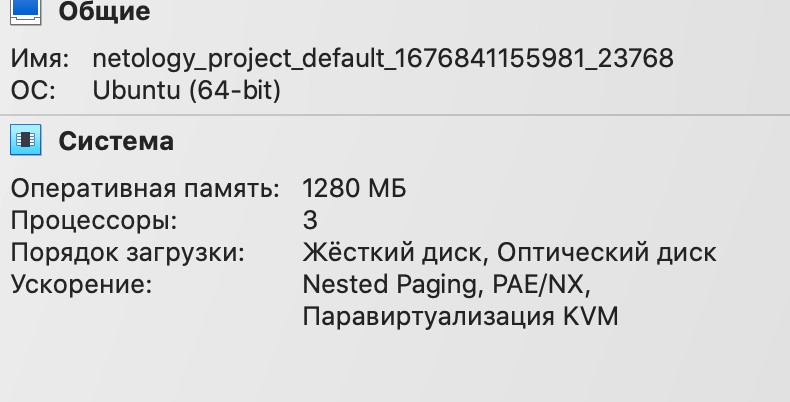 Общие
Имя: netology_project_default_1676841155981_23768
ОС: Ubuntu (64-bit)
Система
Оперативная память: 1280 МБ
Процессоры: 3
Порядок загрузки: Жёсткий диск, Оптический диск
Ускорение: Nested Paging, PAE/NX,
Паравиртуализация KVM